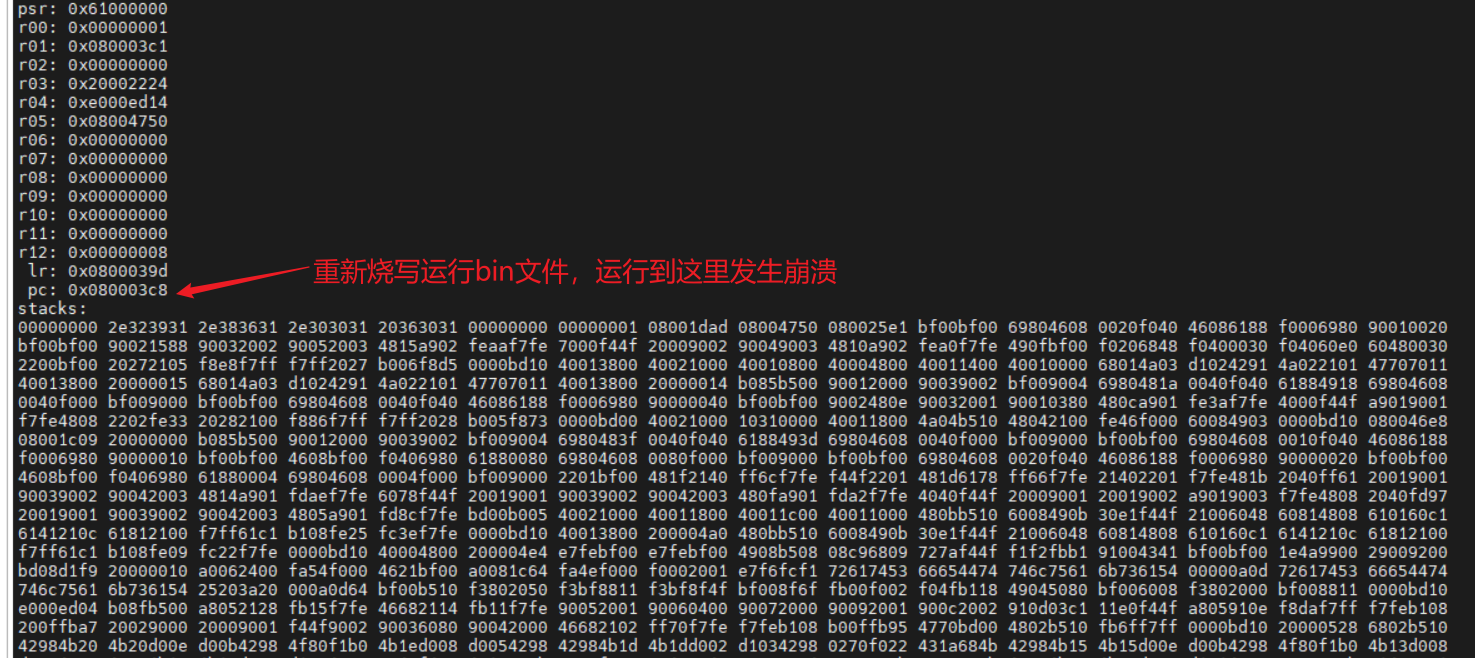 psr: 0x61000000
r00: 0x00000001
r01: 0x080003c1
r02: 0x00000000
r03: 0x20002224
r04: 0xe000ed14
r05: 0x08004750
r06: 0x00000000
r07: 0x00000000
r08: 0x00000000
r09: 0x00000000
r10: 0x00000000
r11: 0x00000000
r12: 0x00000008
重新烧写运行bin文件，运行到这里发生崩溃
lr: 0x0800039d
pc: 0x080003c8
stacks:
00000000 2e323931 2e383631 2e303031 20363031 00000000 00000001 08001dad 08004750 080025e1 bf00bf00 69804608 0020f040 46086188 f0006980 90010020
bf00bf00 90021588 90032002 90052003 4815a902 feaaf7fe 7000f44f 20009002 90049003 4810a902 fea0f7fe 490fbf00 f0206848 f0400030 f04060e0 60480030
2200bf00 20272105 f8e8f7ff f7ff2027 b006f8d5 0000bd10 40013800 40021000 40010800 40004800 40011400 40010000 68014a03 d1024291 4a022101 47707011
40013800 20000015 68014a03 d1024291 4a022101 47707011 40013800 20000014 b085b500 90012000 90039002 bf009004 6980481a 0040f040 61884918 69804608
0040f000 bf009000 bf00bf00 69804608 0040f040 46086188 f0006980 90000040 bf00bf00 9002480e 90032001 90010380 480ca901 fe3af7fe 4000f44f a9019001
f7fe4808 2202fe33 20282100 f886f7ff f7ff2028 b005f873 0000bd00 40021000 10310000 40011800 4a04b510 48042100 fe46f000 60084903 0000bd10 080046e8
08001c09 20000000 b085b500 90012000 90039002 bf009004 6980483f 0040f040 6188493d 69804608 0040f000 bf009000 bf00bf00 69804608 0010f040 46086188
f0006980 90000010 bf00bf00 4608bf00 f0406980 61880080 69804608 0080f000 bf009000 bf00bf00 69804608 0020f040 46086188 f0006980 90000020 bf00bf00
4608bf00 f0406980 61880004 69804608 0004f000 bf009000 2201bf00 481f2140 ff6cf7fe f44f2201 481d6178 ff66f7fe 21402201 f7fe481b 2040ff61 20019001
90039002 90042003 4814a901 fdaef7fe 6078f44f 20019001 90039002 90042003 480fa901 fda2f7fe 4040f44f 20009001 20019002 a9019003 f7fe4808 2040fd97
20019001 90039002 90042003 4805a901 fd8cf7fe bd00b005 40021000 40011800 40011c00 40011000 480bb510 6008490b 30e1f44f 21006048 60814808 610160c1
6141210c 61812100 f7ff61c1 b108fe25 fc3ef7fe 0000bd10 40013800 200004a0 480bb510 6008490b 30e1f44f 21006048 60814808 610160c1 6141210c 61812100
f7ff61c1 b108fe09 fc22f7fe 0000bd10 40004800 200004e4 e7febf00 e7febf00 4908b508 08c96809 727af44f f1f2fbb1 91004341 bf00bf00 1e4a9900 29009200
bd08d1f9 20000010 a0062400 fa54f000 4621bf00 a0081c64 fa4ef000 f0002001 e7f6fcf1 72617453 66654474 746c7561 6b736154 00000a0d 72617453 66654474
746c7561 6b736154 25203a20 000a0d64 bf00b510 f3802050 f3bf8811 f3bf8f4f bf008f6f fb00f002 f04fb118 49045080 bf006008 f3802000 bf008811 0000bd10
e000ed04 b08fb500 a8052128 fb15f7fe 46682114 fb11f7fe 90052001 90060400 90072000 90092001 900c2002 910d03c1 11e0f44f a805910e f8daf7ff f7feb108
200ffba7 20029000 20009001 f44f9002 90036080 90042000 46682102 ff70f7fe f7feb108 b00ffb95 4770bd00 4802b510 fb6ff7ff 0000bd10 20000528 6802b510
42984b20 4b20d00e d00b4298 4f80f1b0 4b1ed008 d0054298 42984b1d 4b1dd002 d1034298 0270f022 431a684b 42984b15 4b15d00e d00b4298 4f80f1b0 4b13d008